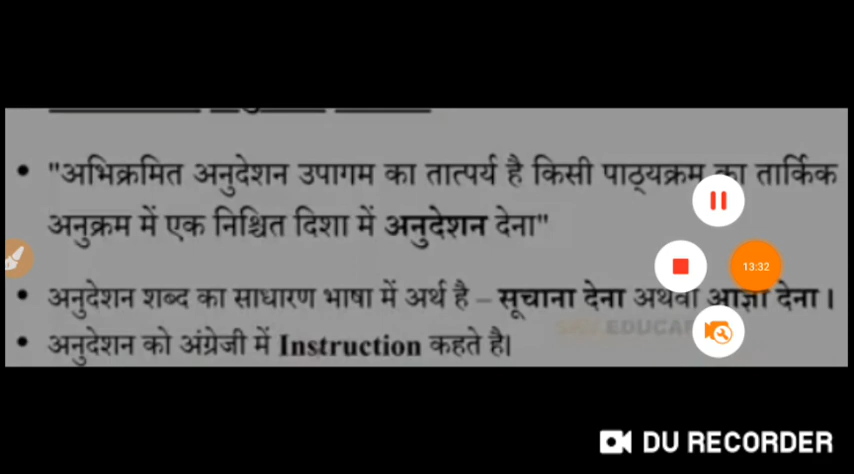 • "अभिक्रमित अनुदेशन उपागम का तात्पर्य है किसी पाठ्यक्रम का तार्किक
अनुक्रम में एक निश्चित दिशा में अनुदेशन देना"
• अनुदेशन शब्द का साधारण भाषा में अर्थ है – सूचाना देना अथवा आज्ञा देना।
• अनुदेशन को अंग्रेजी में Instruction कहते है।
13:32
DU RECORDER